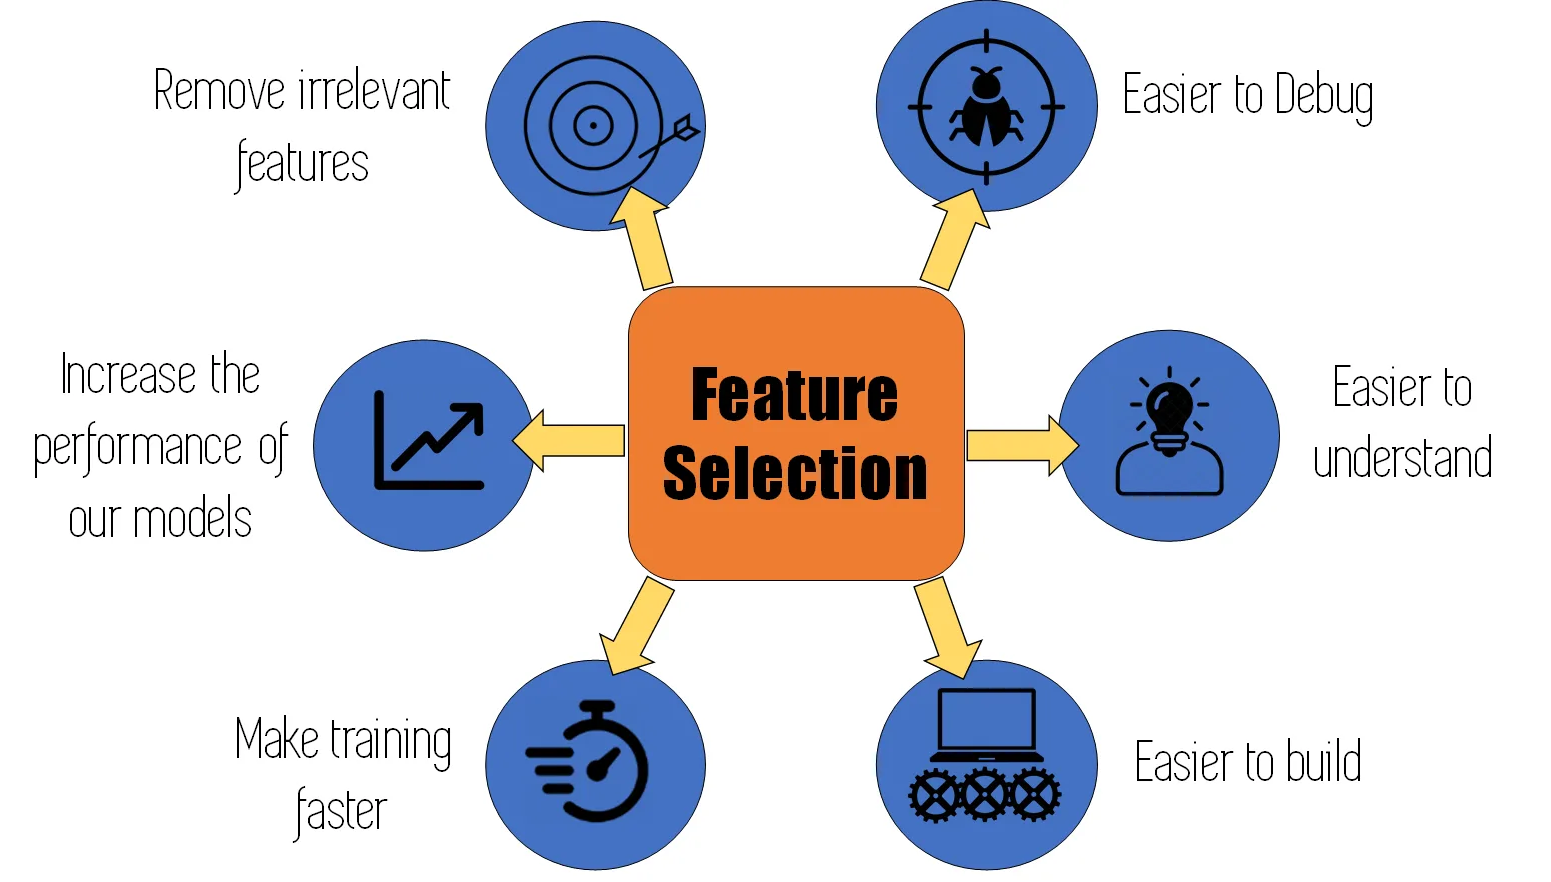 Remove irrelevant
features
Easier to Debug
Increase the
performance of
our models
Feature
Selection
Easier to
understand
Make training
faster
Easier to build